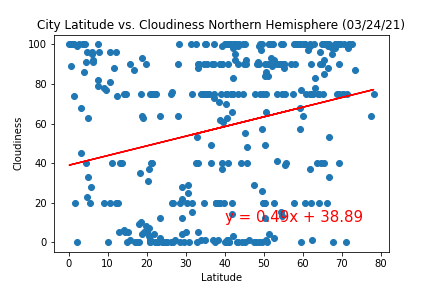 City Latitude vs. Cloudiness Northern Hemisphere (03/24/21)
100
80
60
40
20
0
Cloudiness
y = 0.49x + 38.89
0 10 20 30 40 50 60 70 80
Latitude